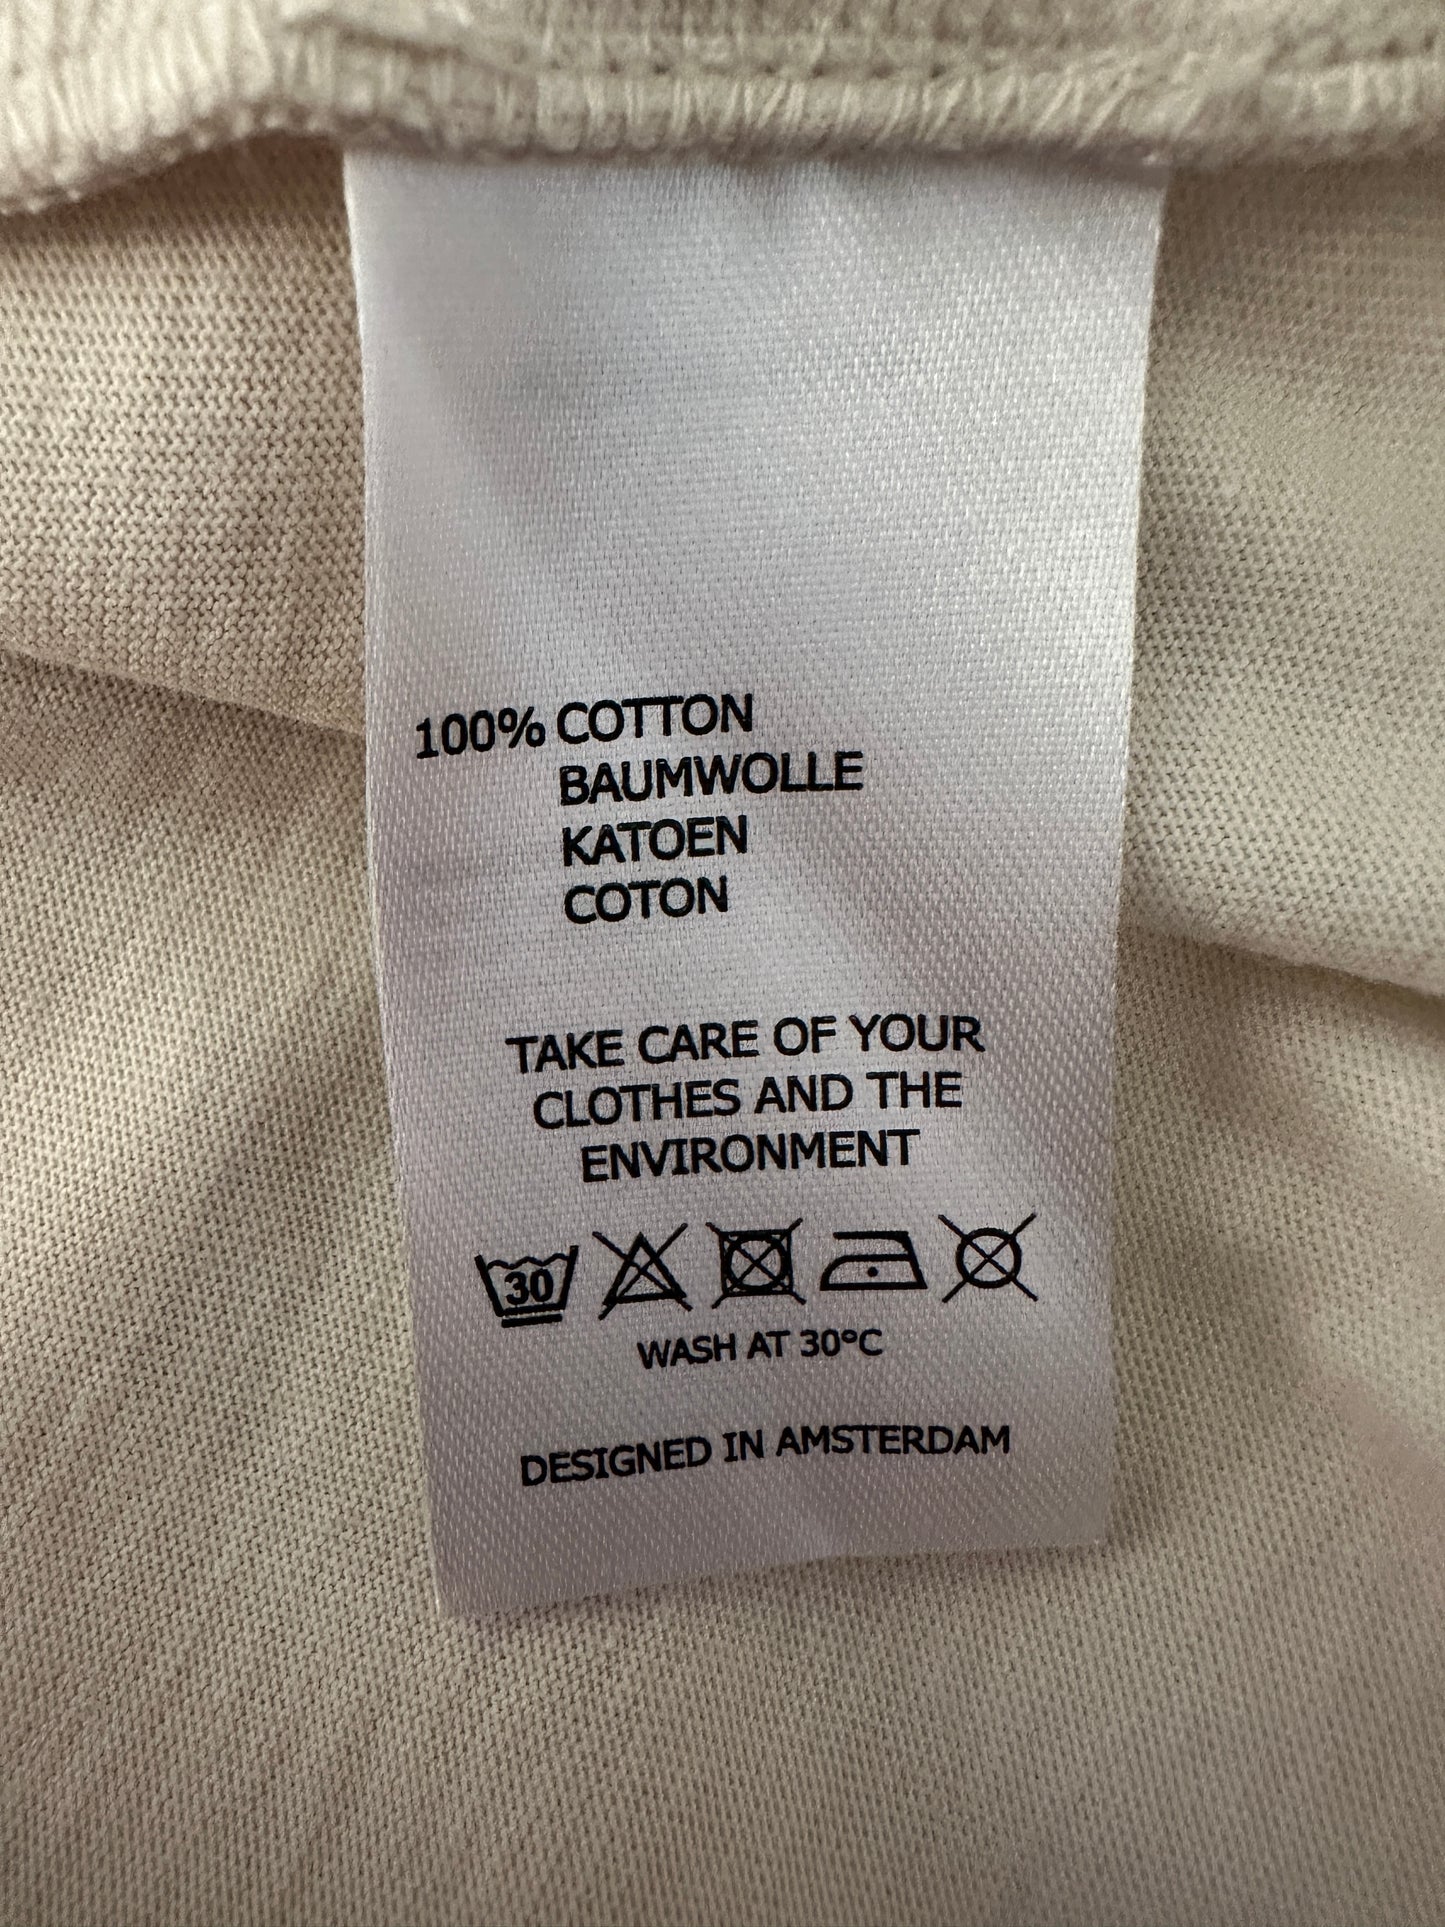 100% COTTON
BAUMWOLLE
KATOEN
COTON
TAKE CARE OF YOUR
CLOTHES AND THE
ENVIRONMENT
30
WASH AT 30°C
DESIGNED IN AMSTERDAM